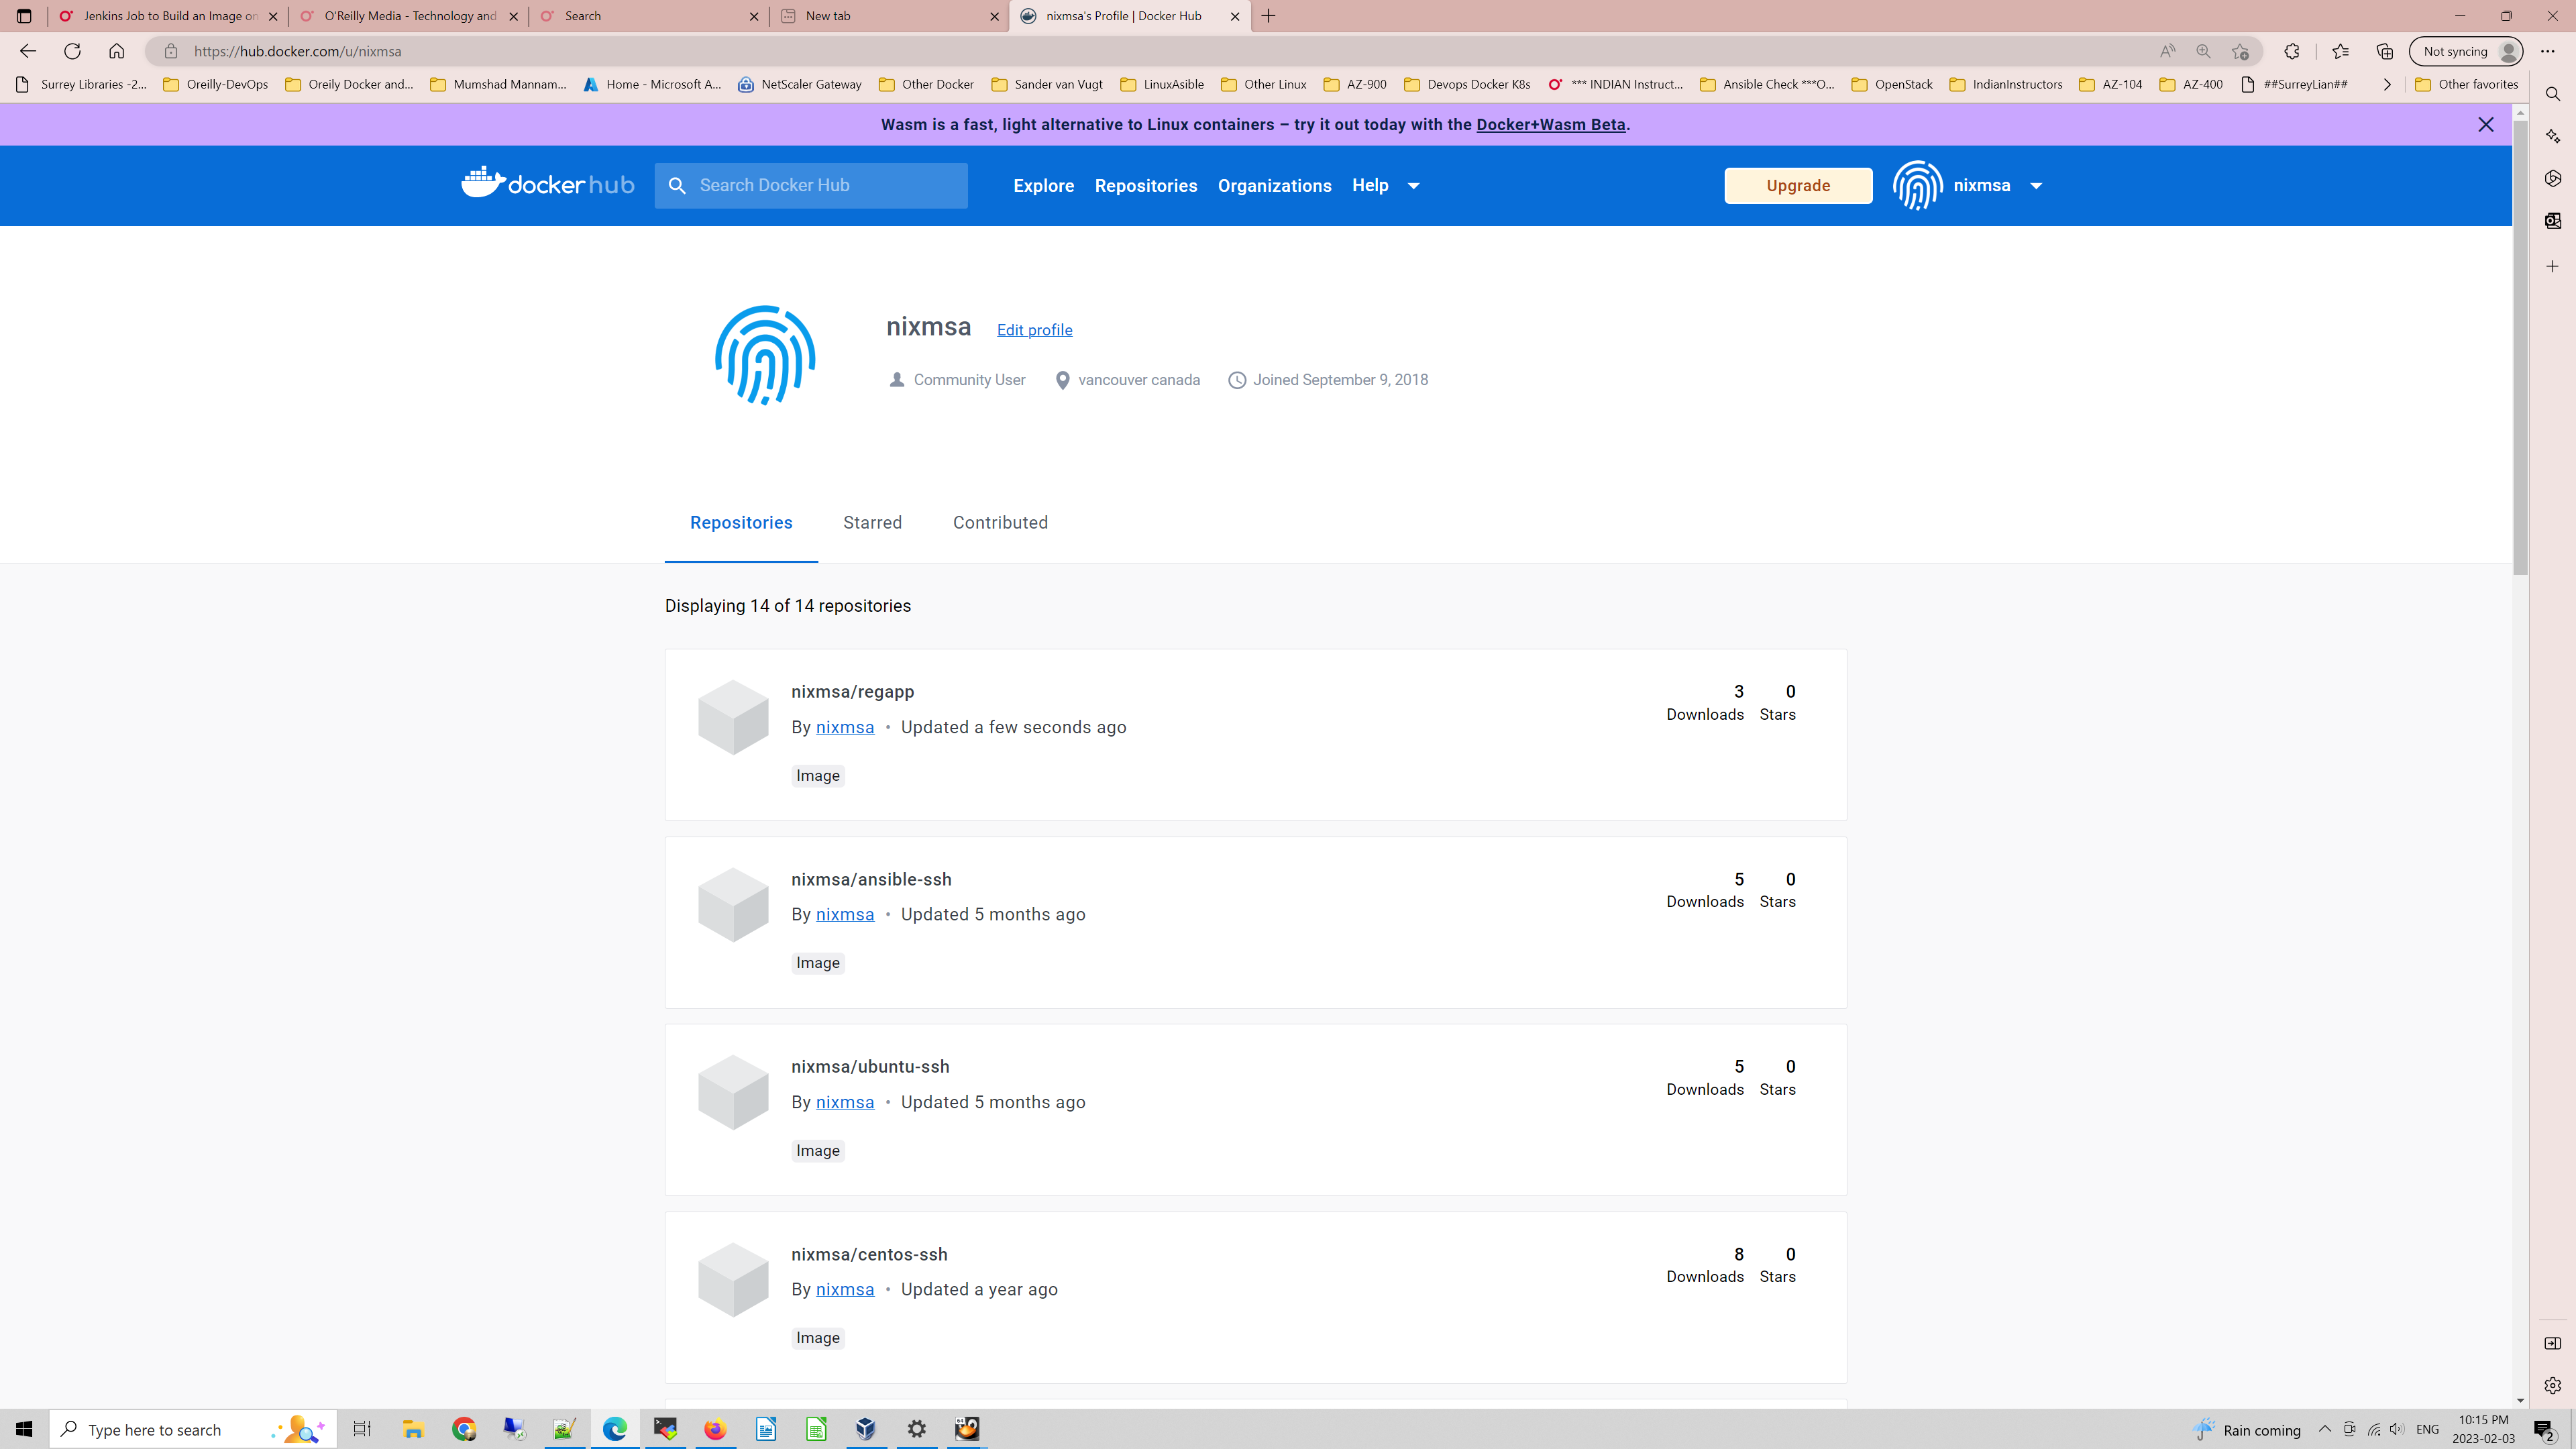 Jenkins Job to Build an Image on
O'Reilly Media - Technology and
Search
New tab
nixmsa's Profile | Docker Hub
https://hub.docker.com/u/nixmsa
Not syncing
Surrey Libraries -2...
Oreilly-DevOps
Oreily Docker and...
Mumshad Mannam...
Home - Microsoft A...
NetScaler Gateway
Other Docker
Sander van Vugt
LinuxAsible
Other Linux
AZ-900
Devops Docker K8s
*** INDIAN Instruct...
Ansible Check ***O...
OpenStack
IndianInstructors
AZ-104
AZ-400
##SurreyLian##
Other favorites
Wasm is a fast, light alternative to Linux containers – try it out today with the Docker+Wasm Beta.
docker hub
Search Docker Hub
Explore
Repositories
Organizations
Help
Upgrade
nixmsa
nixmsa
Edit profile
Community User
vancouver canada
Joined September 9, 2018
Repositories
Starred
Contributed
Displaying 14 of 14 repositories
nixmsa/regapp
3
0
Downloads
Stars
By nixmsa • Updated a few seconds ago
Image
nixmsa/ansible-ssh
5
0
Downloads
Stars
By nixmsa • Updated 5 months ago
Image
nixmsa/ubuntu-ssh
5
0
Downloads
Stars
By nixmsa • Updated 5 months ago
Image
nixmsa/centos-ssh
8
0
Downloads
Stars
By nixmsa • Updated a year ago
Image
Type here to search
Rain coming
ENG
10:15 PM
2023-02-03
2